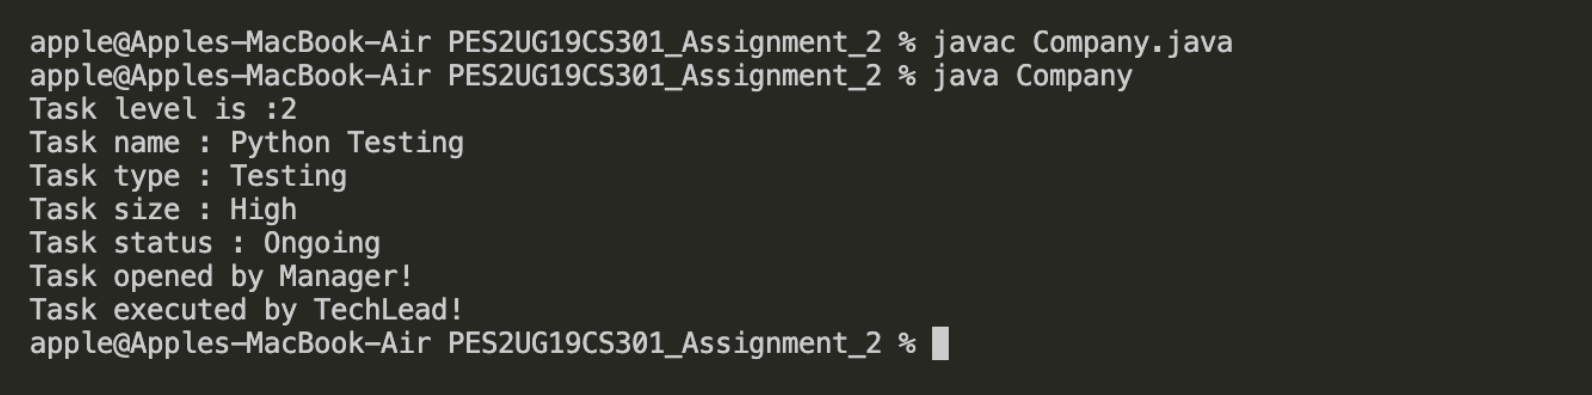 apple@Apples-MacBook-Air PES2UG19CS301_Assignment_2 % javac Company.java
apple@Apples-MacBook-Air PES2UG19CS301_Assignment_2 % java Company
Task level is :2
Task name : Python Testing
Task type : Testing
Task size : High
Task status : Ongoing
Task opened by Manager!
Task executed by TechLead!
apple@Apples-MacBook-Air PES2UG19CS301_Assignment_2 %